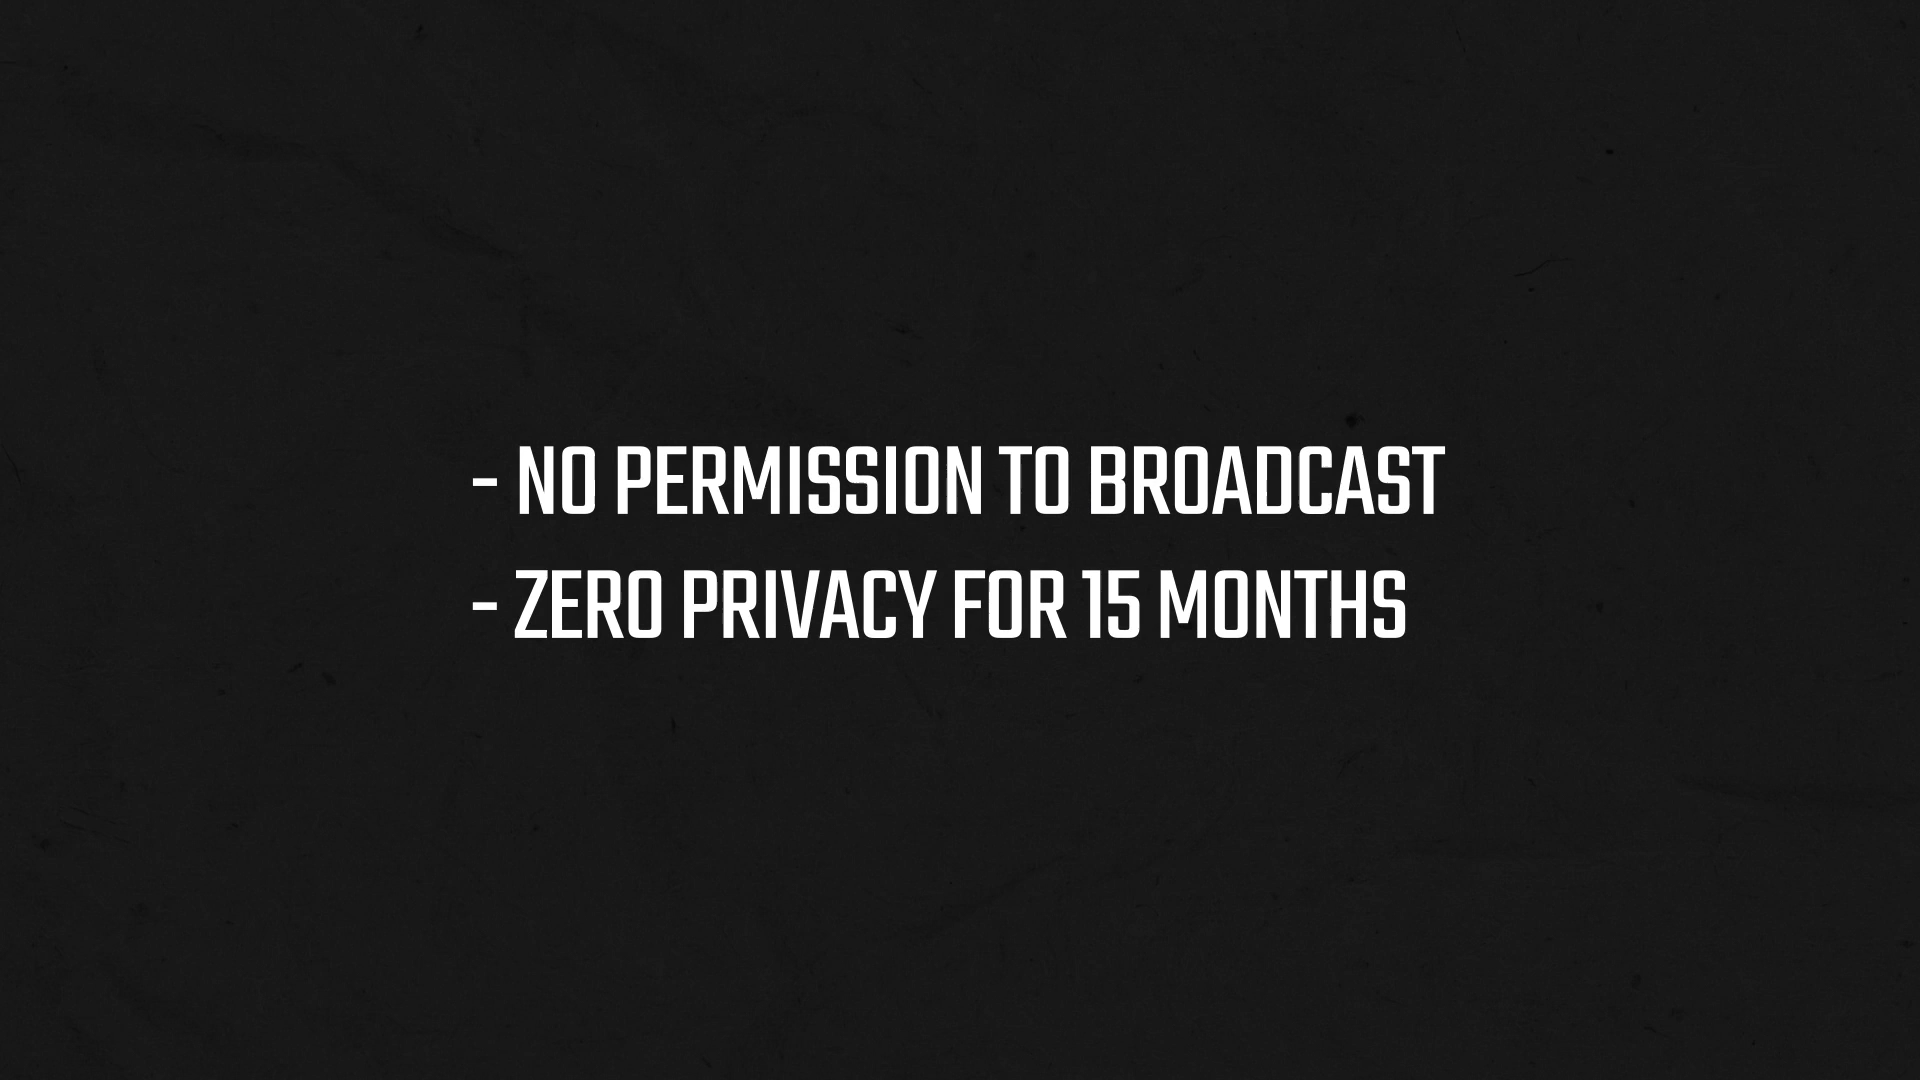 - NO PERMISSION TO BROADCAST
- ZERO PRIVACY FOR 15 MONTHS